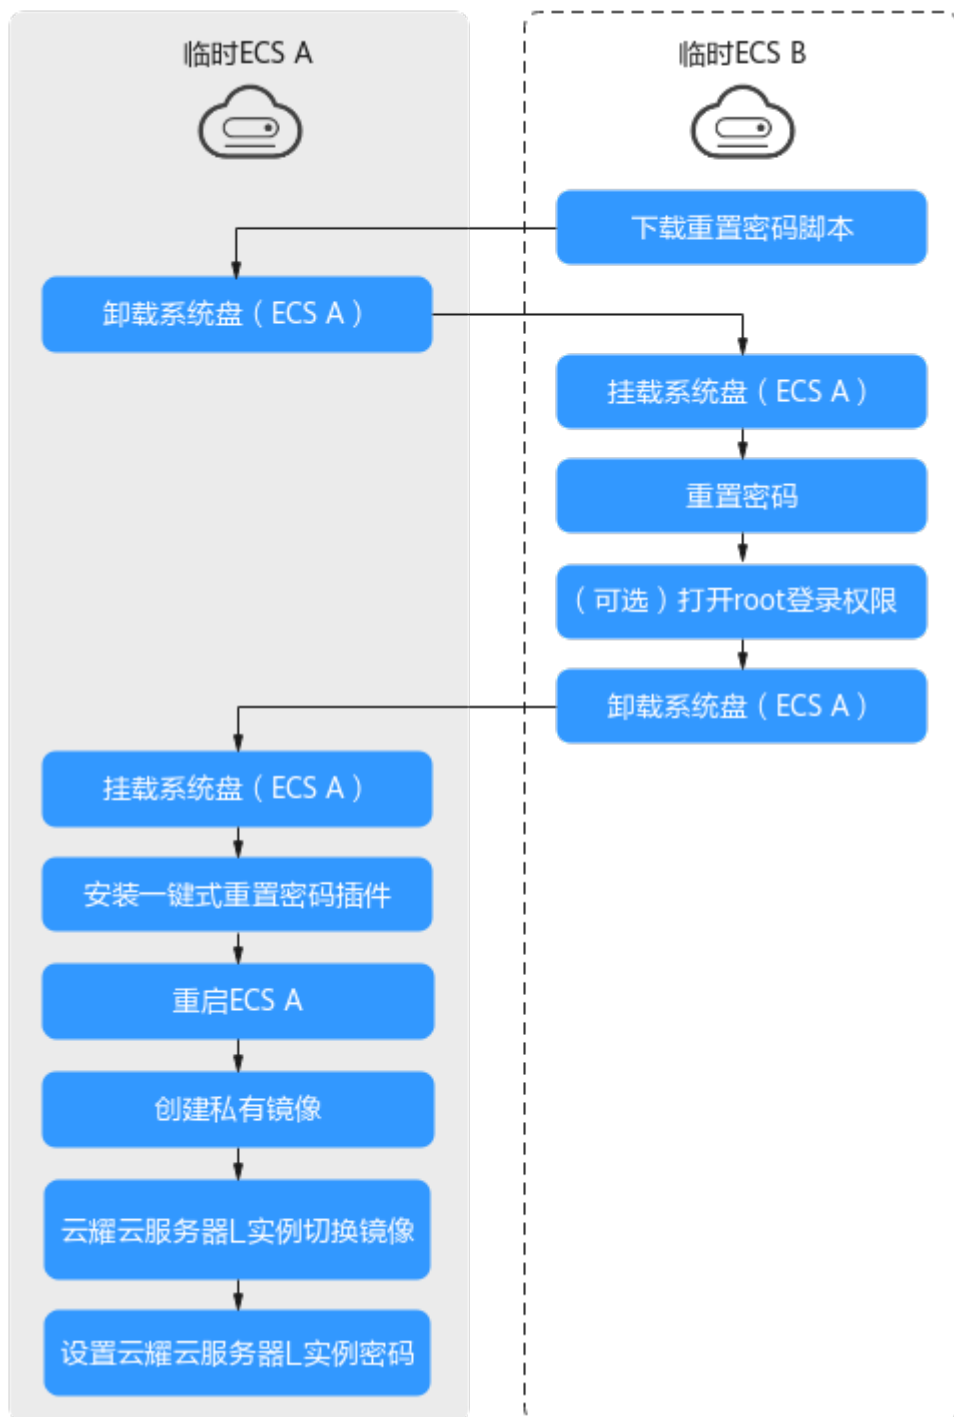 临时ECS A
临时ECS B
下载重置密码脚本
卸载系统盘（ECS A）
挂载系统盘（ECS A）
重置密码
（可选）打开root登录权限
卸载系统盘（ECS A）
挂载系统盘（ECS A）
安装一键式重置密码插件
重启ECS A
创建私有镜像
云耀云服务器L实例切换镜像
设置云耀云服务器L实例密码